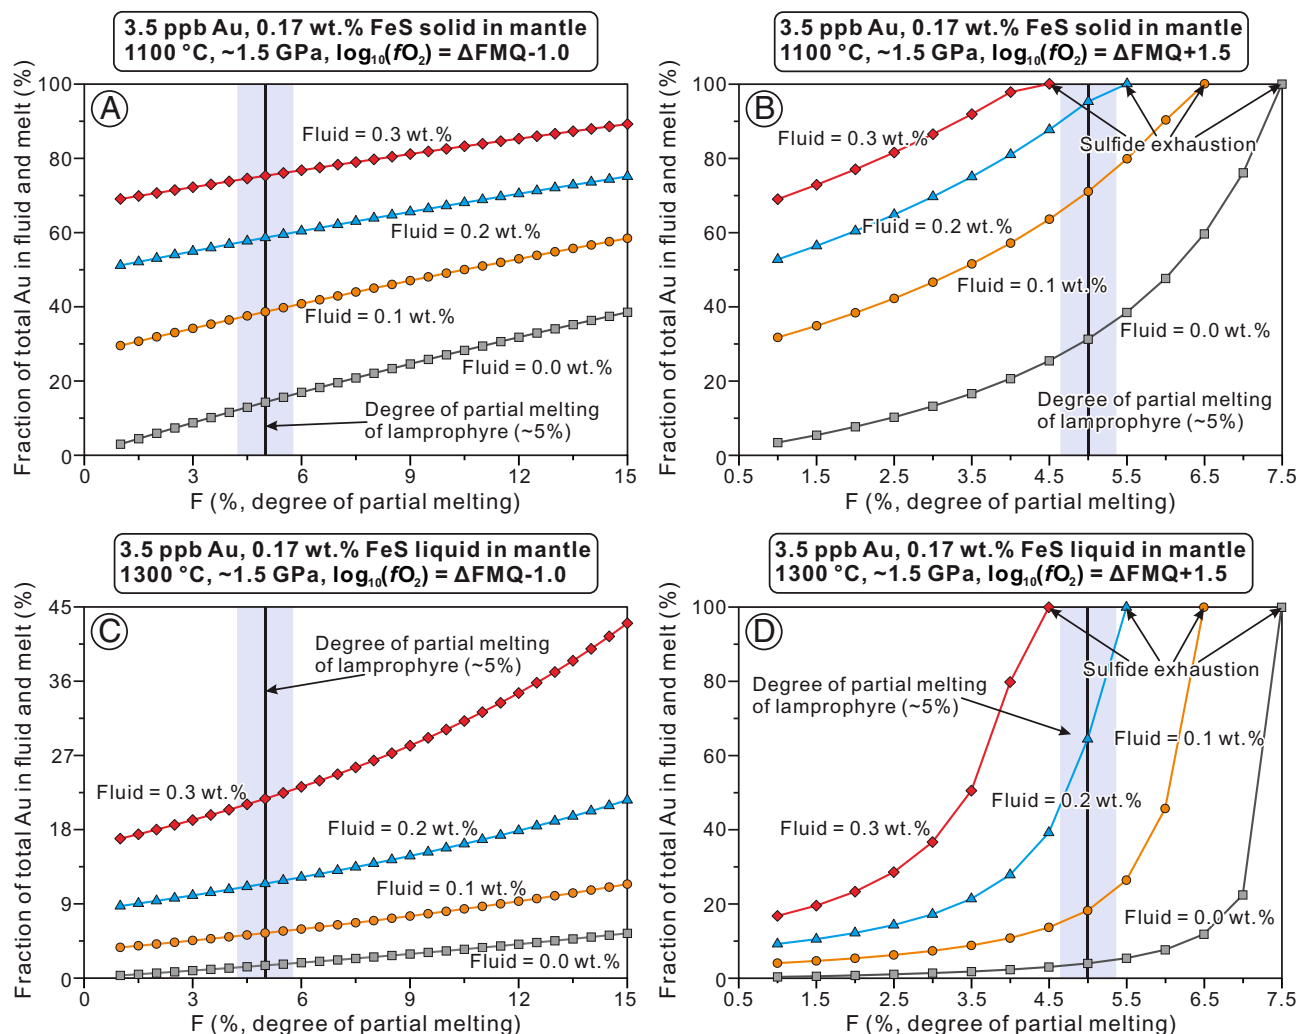 3.5 ppb Au, 0.17 wt.% FeS solid in mantle
1100 °C, ~1.5 GPa, log₁₀(fO₂) = ΔFMQ-1.0
A
Fraction of total Au in fluid and melt (%)
100
80
60
40
20
0
Fluid = 0.3 wt.%
Fluid = 0.2 wt.%
Fluid = 0.1 wt.%
Fluid = 0.0 wt.%
Degree of partial melting
of lamprophyre (~5%)
0 3 6 9 12 15
F (%, degree of partial melting)
3.5 ppb Au, 0.17 wt.% FeS solid in mantle
1100 °C, ~1.5 GPa, log₁₀(fO₂) = ΔFMQ+1.5
B
Fraction of total Au in fluid and melt (%)
100
80
60
40
20
0
Fluid = 0.3 wt.%
Sulfide exhaustion
Fluid = 0.2 wt.%
Fluid = 0.1 wt.%
Fluid = 0.0 wt.%
Degree of partial melting
of lamprophyre (~5%)
0.5 1.5 2.5 3.5 4.5 5.5 6.5 7.5
F (%, degree of partial melting)
3.5 ppb Au, 0.17 wt.% FeS liquid in mantle
1300 °C, ~1.5 GPa, log₁₀(fO₂) = ΔFMQ-1.0
C
Fraction of total Au in fluid and melt (%)
45
36
27
18
9
0
Degree of partial melting
of lamprophyre (~5%)
Fluid = 0.3 wt.%
Fluid = 0.2 wt.%
Fluid = 0.1 wt.%
Fluid = 0.0 wt.%
0 3 6 9 12 15
F (%, degree of partial melting)
3.5 ppb Au, 0.17 wt.% FeS liquid in mantle
1300 °C, ~1.5 GPa, log₁₀(fO₂) = ΔFMQ+1.5
D
Fraction of total Au in fluid and melt (%)
100
80
60
40
20
0
Sulfide exhaustion
Degree of partial melting
of lamprophyre (~5%)
Fluid = 0.1 wt.%
Fluid = 0.2 wt.%
Fluid = 0.3 wt.%
Fluid = 0.0 wt.%
0.5 1.5 2.5 3.5 4.5 5.5 6.5 7.5
F (%, degree of partial melting)